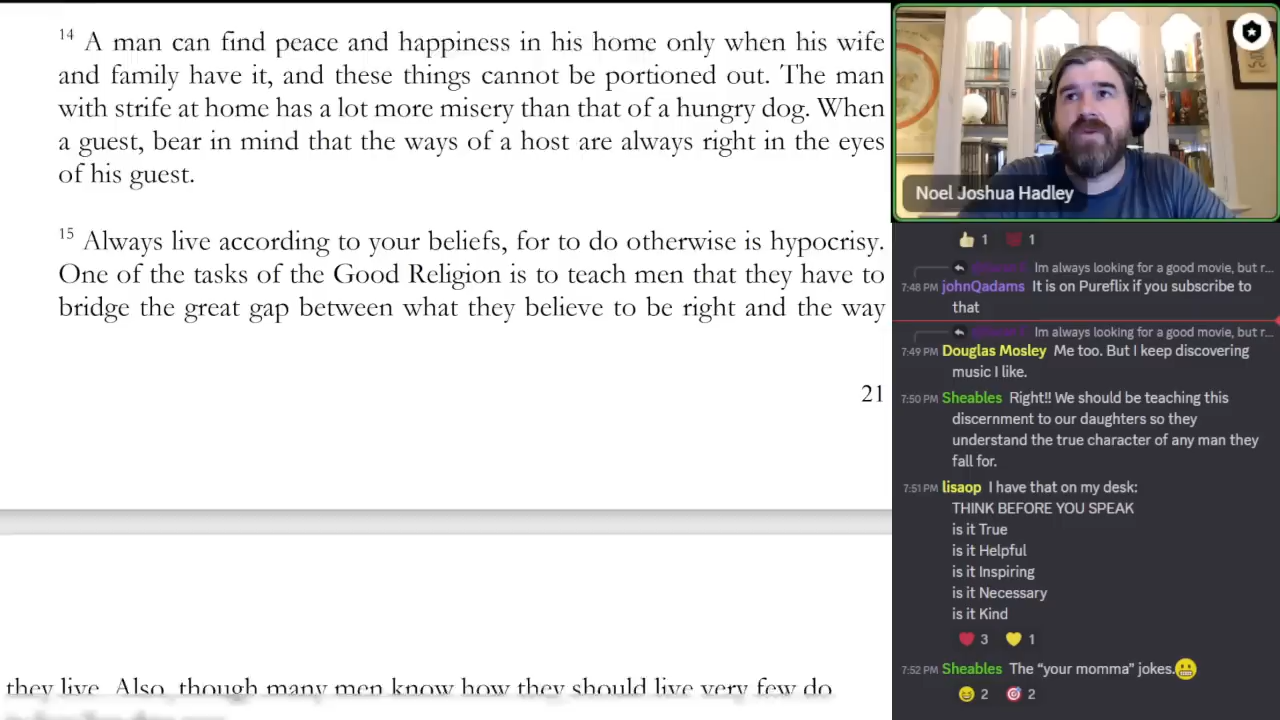 14 A man can find peace and happiness in his home only when his wife
and family have it, and these things cannot be portioned out. The man
with strife at home has a lot more misery than that of a hungry dog. When
a guest, bear in mind that the ways of a host are always right in the eyes
of his guest.
15 Always live according to your beliefs, for to do otherwise is hypocrisy.
One of the tasks of the Good Religion is to teach men that they have to
bridge the great gap between what they believe to be right and the way
21
they live. Also, though many men know how they should live very few do
Noel Joshua Hadley
1 1
Im always looking for a good movie, but r...
7:48 PM johnQadams It is on Pureflix if you subscribe to
that
Im always looking for a good movie, but r...
7:49 PM Douglas Mosley Me too. But I keep discovering
music I like.
7:50 PM Sheables Right!! We should be teaching this
discernment to our daughters so they
understand the true character of any man they
fall for.
7:51 PM lisaop I have that on my desk:
THINK BEFORE YOU SPEAK
is it True
is it Helpful
is it Inspiring
is it Necessary
is it Kind
3 1
7:52 PM Sheables The “your momma” jokes.
2 2